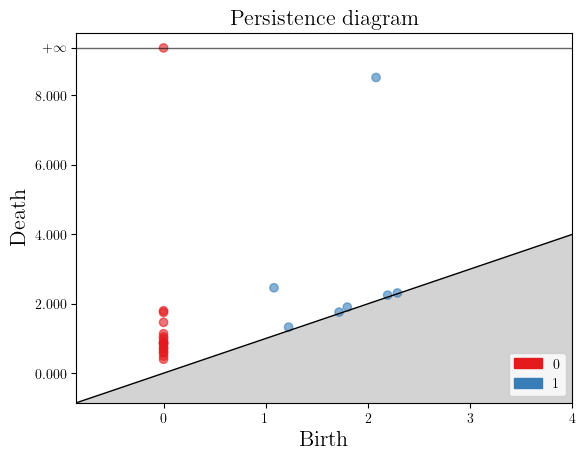 Persistence diagram
+∞
8.000
6.000
4.000
2.000
0.000
Death
0
1
0 1 2 3 4
Birth